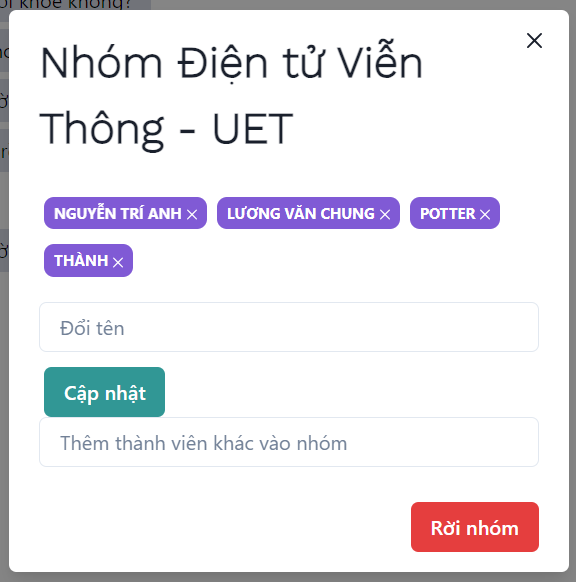 ời khỏe không?
Nhóm Điện tử Viễn
Thông - UET
NGUYỄN TRÍ ANH
LƯƠNG VĂN CHUNG
POTTER
THÀNH
Đổi tên
Cập nhật
Thêm thành viên khác vào nhóm
Rời nhóm